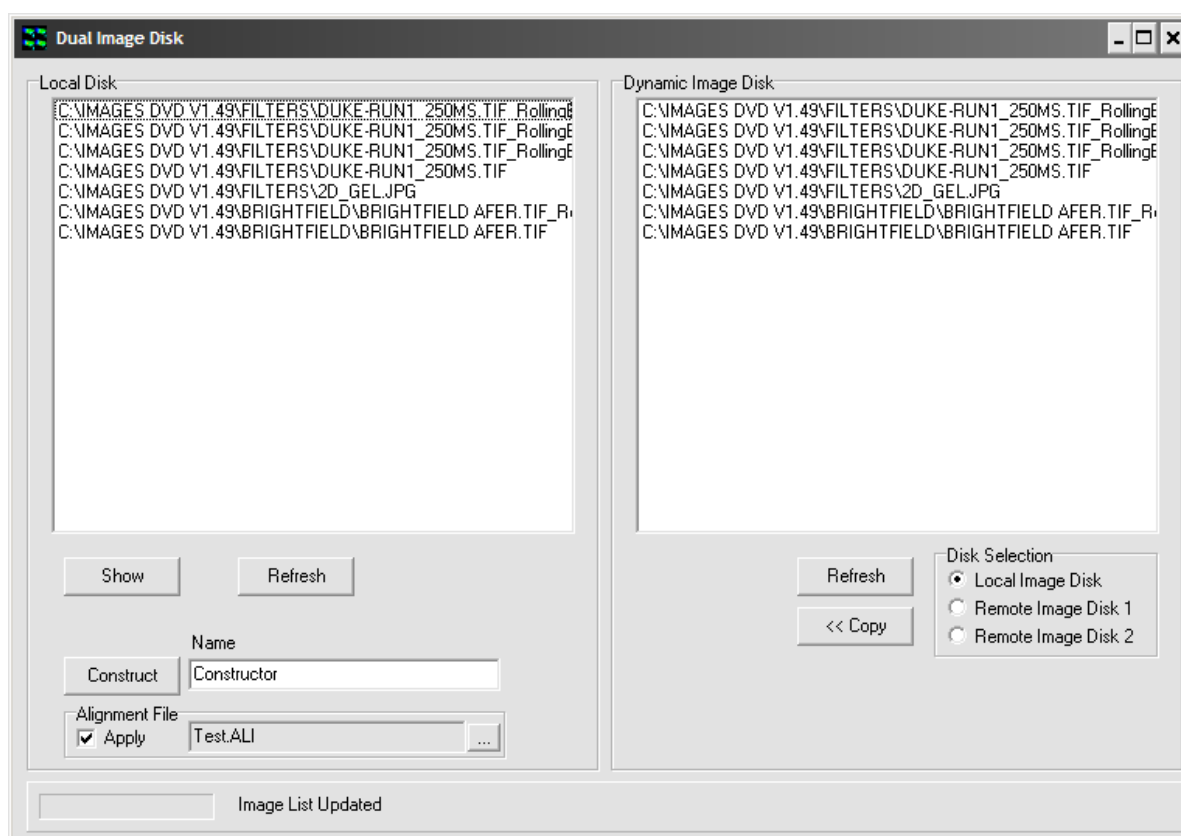 Dual Image Disk
Local Disk
C:\IMAGES DVD V1.49\FILTERS\DUKE-RUN1_250MS.TIF_Rolling
C:\IMAGES DVD V1.49\FILTERS\DUKE-RUN1_250MS.TIF_Rolling
C:\IMAGES DVD V1.49\FILTERS\DUKE-RUN1_250MS.TIF_Rolling
C:\IMAGES DVD V1.49\FILTERS\DUKE-RUN1_250MS.TIF
C:\IMAGES DVD V1.49\FILTERS\2D_GEL.JPG
C:\IMAGES DVD V1.49\BRIGHTFIELD\BRIGHTFIELD AFER.TIF_R
C:\IMAGES DVD V1.49\BRIGHTFIELD\BRIGHTFIELD AFER.TIF
Show
Refresh
Name
Construct
Constructor
Alignment File
Apply
Test.ALI
...
Dynamic Image Disk
C:\IMAGES DVD V1.49\FILTERS\DUKE-RUN1_250MS.TIF_Rolling
C:\IMAGES DVD V1.49\FILTERS\DUKE-RUN1_250MS.TIF_Rolling
C:\IMAGES DVD V1.49\FILTERS\DUKE-RUN1_250MS.TIF_Rolling
C:\IMAGES DVD V1.49\FILTERS\DUKE-RUN1_250MS.TIF
C:\IMAGES DVD V1.49\FILTERS\2D_GEL.JPG
C:\IMAGES DVD V1.49\BRIGHTFIELD\BRIGHTFIELD AFER.TIF_R
C:\IMAGES DVD V1.49\BRIGHTFIELD\BRIGHTFIELD AFER.TIF
Refresh
<< Copy
Disk Selection
Local Image Disk
Remote Image Disk 1
Remote Image Disk 2
Image List Updated